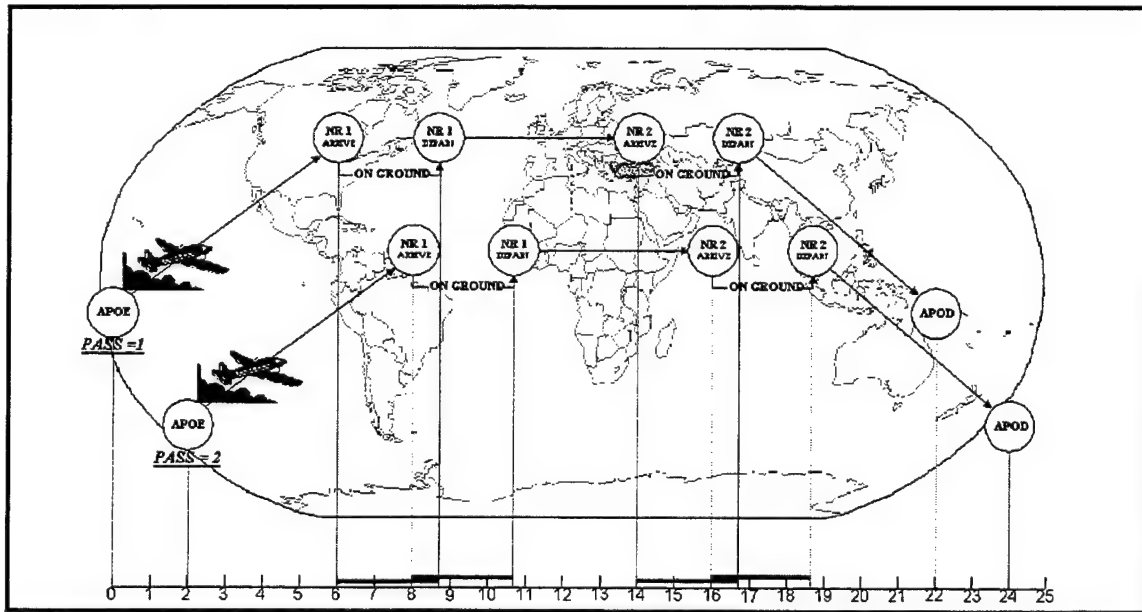 NR 1 ARRIVE
NR 1 DEPART
NR 2 ARRIVE
NR 2 DEPART
ON GROUND
ON GROUND
NR 1 ARRIVE
NR 1 DEPART
NR 2 ARRIVE
NR 2 DEPART
ON GROUND
ON GROUND
APOE
PASS =1
APOD
APOE
PASS = 2
APOD
0 1 2 3 4 5 6 7 8 9 10 11 12 13 14 15 16 17 18 19 20 21 22 23 24 25